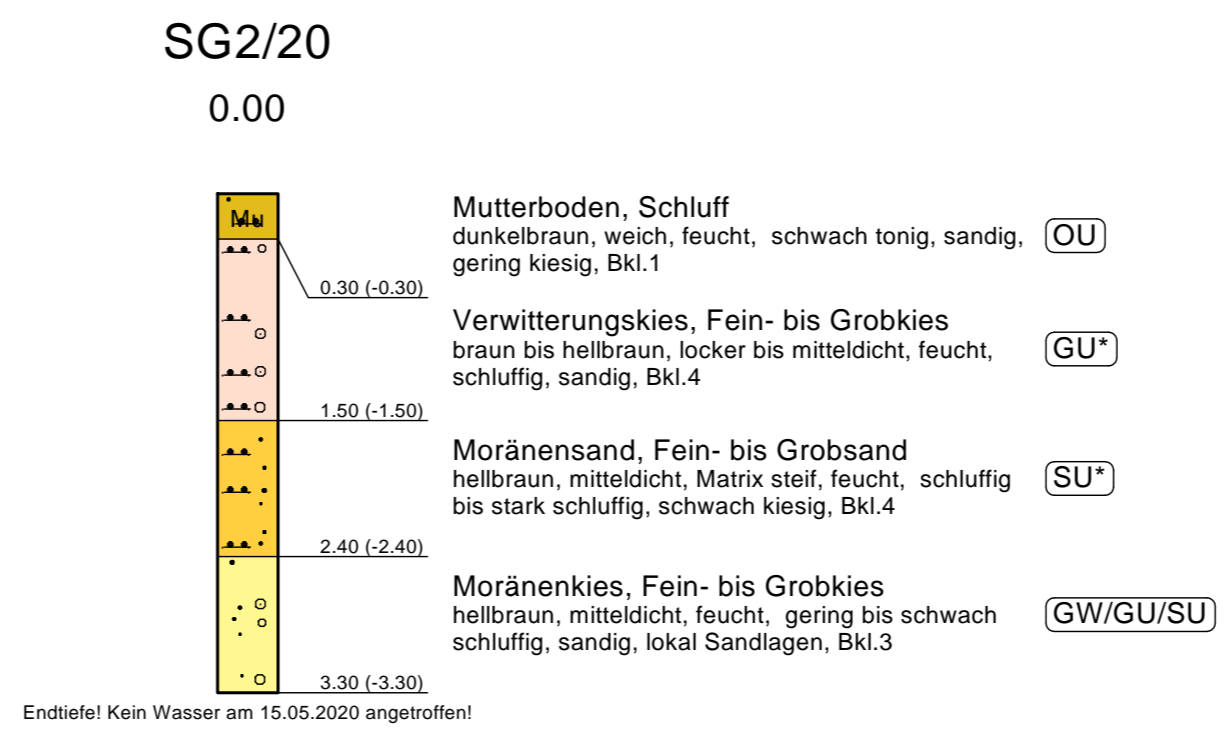 SG2/20
0.00
Mu
Mutterboden, Schluff
dunkelbraun, weich, feucht, schwach tonig, sandig,
gering kiesig, Bkl.1
OU
0.30 (-0.30)
Verwitterungskies, Fein- bis Grobkies
braun bis hellbraun, locker bis mitteldicht, feucht,
schluffig, sandig, Bkl.4
GU*
1.50 (-1.50)
Moränensand, Fein- bis Grobsand
hellbraun, mitteldicht, Matrix steif, feucht, schluffig
bis stark schluffig, schwach kiesig, Bkl.4
SU*
2.40 (-2.40)
Moränenkies, Fein- bis Grobkies
hellbraun, mitteldicht, feucht, gering bis schwach
schluffig, sandig, lokal Sandlagen, Bkl.3
GW/GU/SU
3.30 (-3.30)
Endtiefe! Kein Wasser am 15.05.2020 angetroffen!